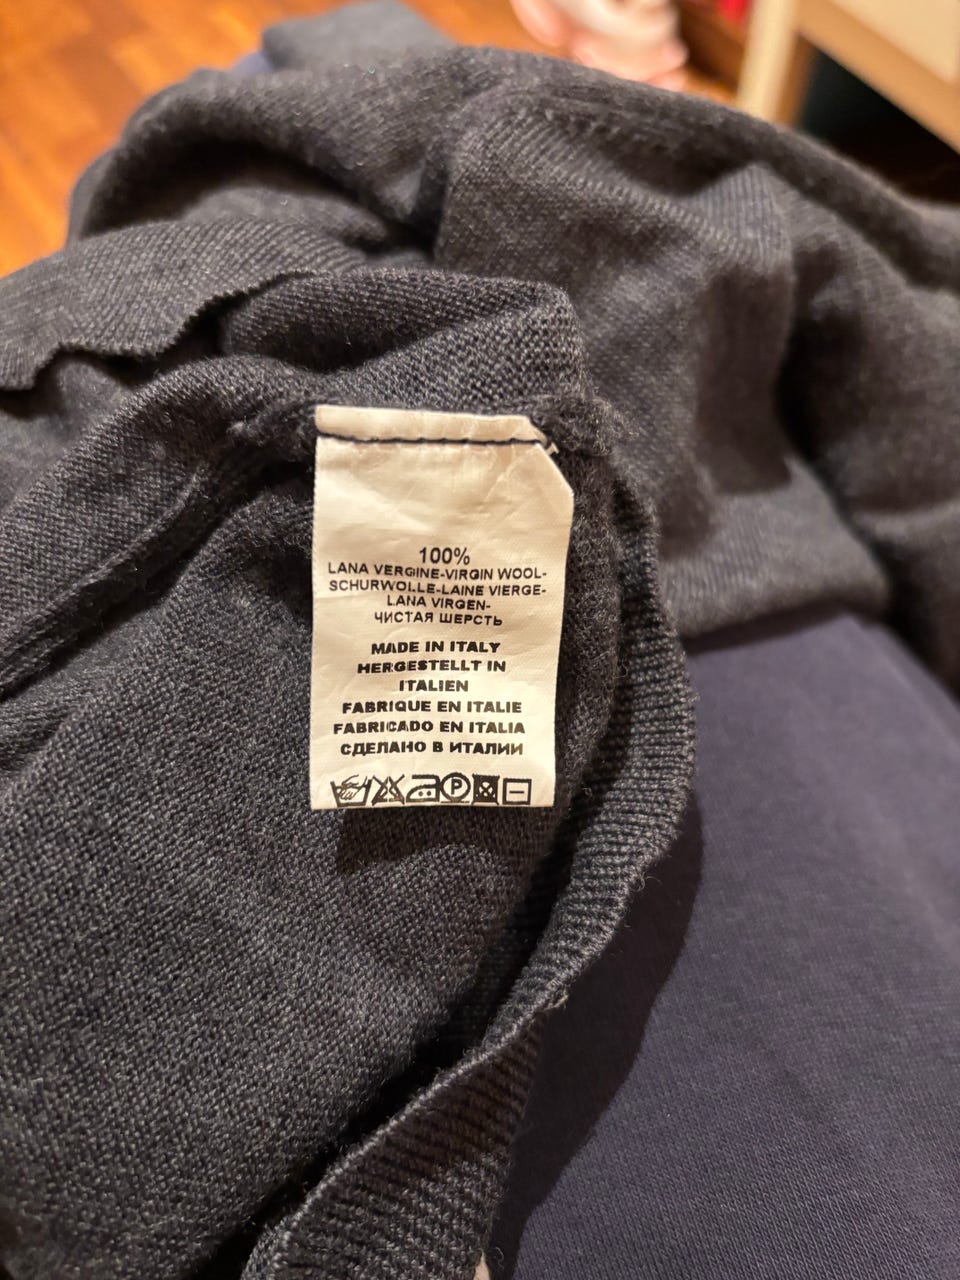 100%
LANA VERGINE-VIRGIN WOOL-
SCHURWOLLE-LAINE VIERGE-
LANA VIRGEN-
ЧИСТАЯ ШЕРСТЬ
MADE IN ITALY
HERGESTELLT IN
ITALIEN
FABRIQUE EN ITALIE
FABRICADO EN ITALIA
СДЕЛАНО В ИТАЛИИ
P